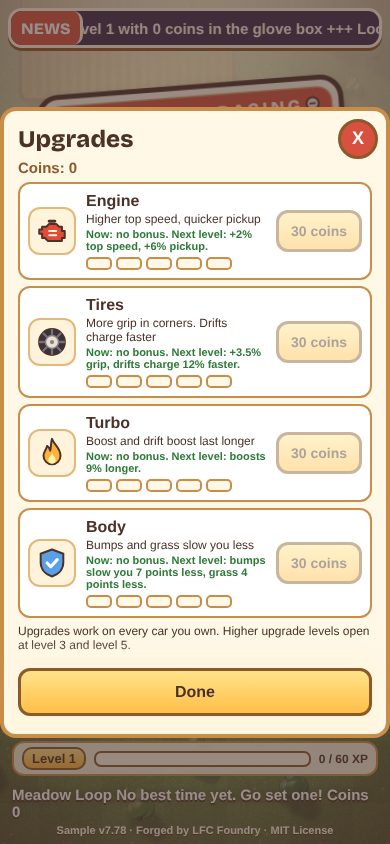 NEWS
vel 1 with 0 coins in the glove box +++ Loo
RACING
Upgrades
X
Coins: 0
Engine
Higher top speed, quicker pickup
Now: no bonus. Next level: +2%
top speed, +6% pickup.
30 coins
Tires
More grip in corners. Drifts
charge faster
Now: no bonus. Next level: +3.5%
grip, drifts charge 12% faster.
30 coins
Turbo
Boost and drift boost last longer
Now: no bonus. Next level: boosts
9% longer.
30 coins
Body
Bumps and grass slow you less
Now: no bonus. Next level: bumps
slow you 7 points less, grass 4
points less.
30 coins
Upgrades work on every car you own. Higher upgrade levels open
at level 3 and level 5.
Done
Level 1
0 / 60 XP
Meadow Loop No best time yet. Go set one! Coins
0
Sample v7.78 · Forged by LFC Foundry · MIT License